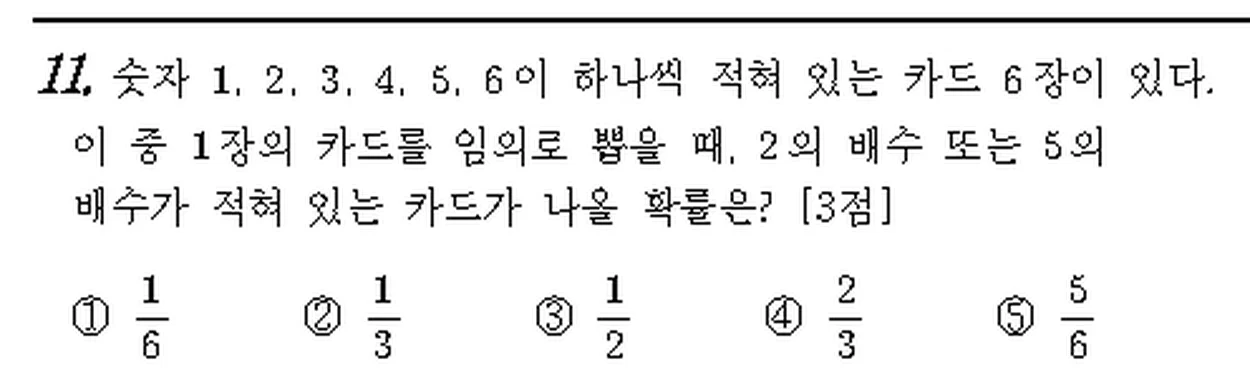 11. 숫자 1, 2, 3, 4, 5, 6이 하나씩 적혀 있는 카드 6장이 있다.
이 중 1장의 카드를 임의로 뽑을 때, 2의 배수 또는 5의
배수가 적혀 있는 카드가 나올 확률은? [3점]
① 1/6 ② 1/3 ③ 1/2 ④ 2/3 ⑤ 5/6